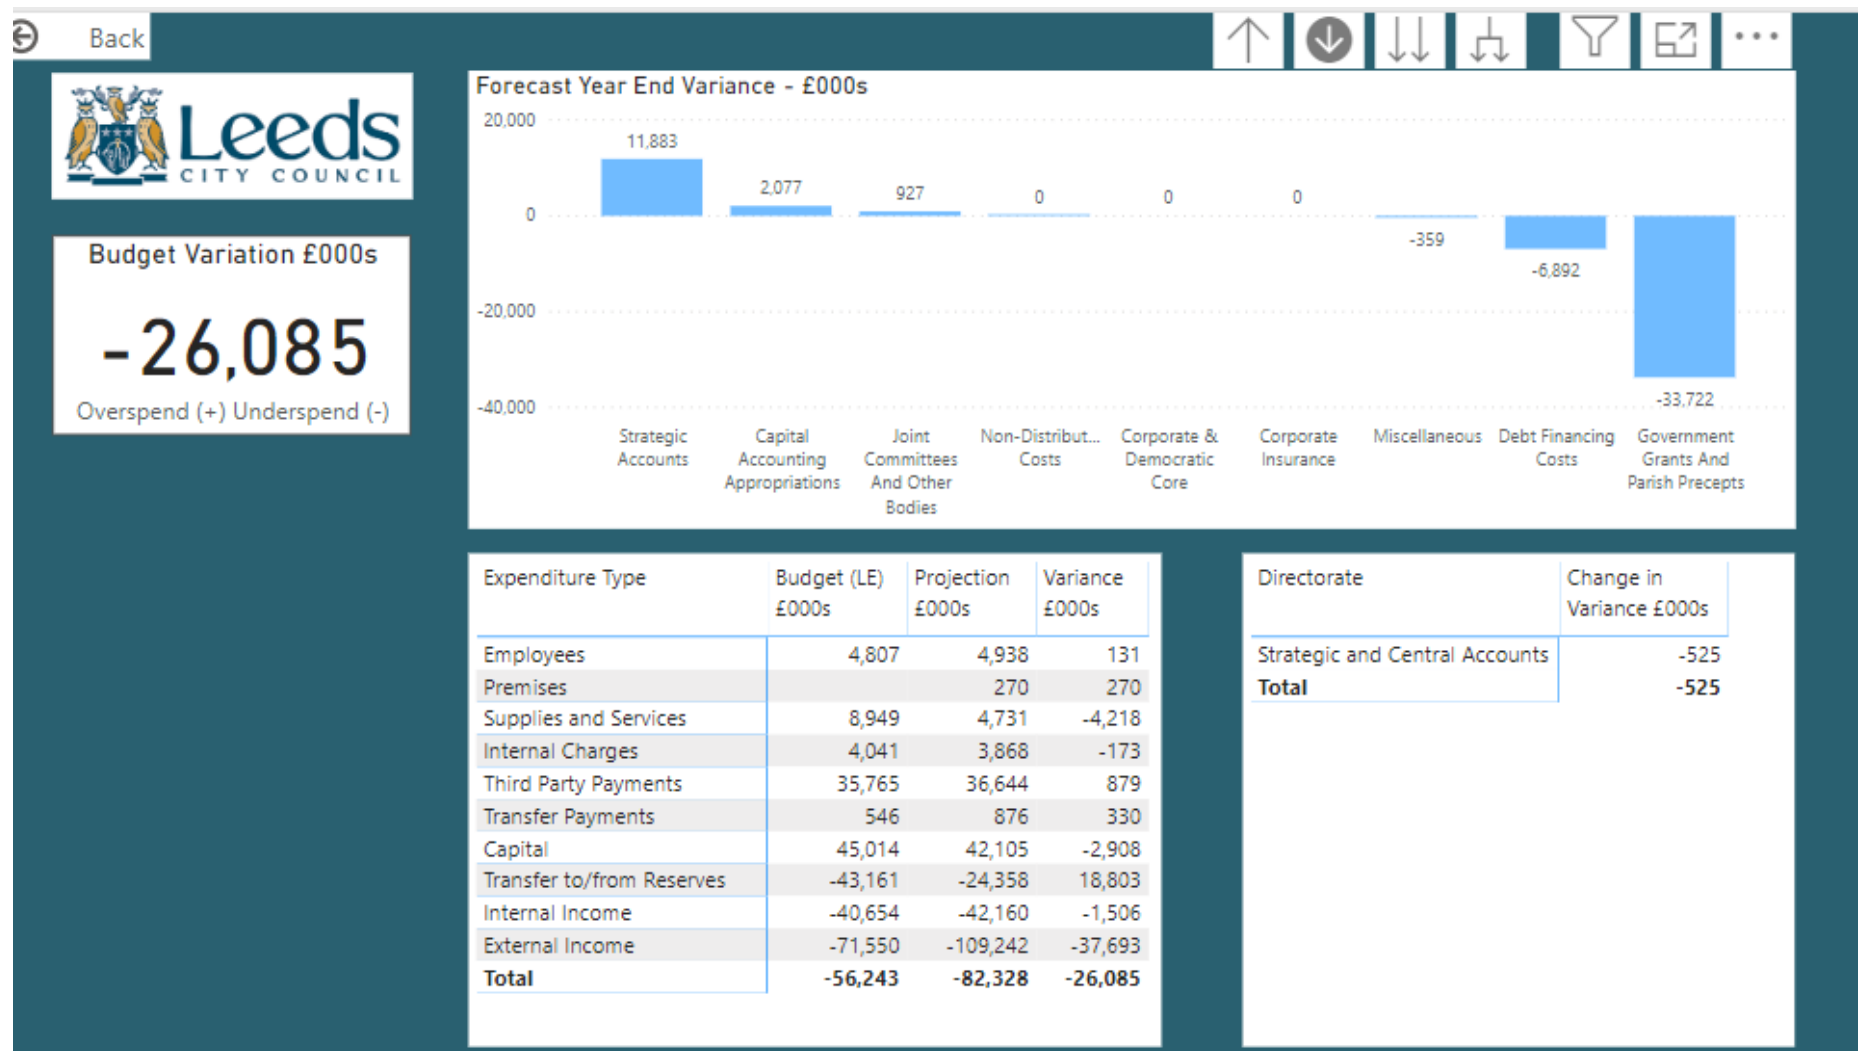 Back
Leeds
CITY COUNCIL
Budget Variation £000s
-26,085
Overspend (+) Underspend (-)
Forecast Year End Variance - £000s
20,000
0
-20,000
-40,000
11,883
2,077
927
0
0
0
-359
-6,892
-33,722
Strategic
Accounts
Capital
Accounting
Appropriations
Joint
Committees
And Other
Bodies
Non-Distribut...
Costs
Corporate &
Democratic
Core
Corporate
Insurance
Miscellaneous
Debt Financing
Costs
Government
Grants And
Parish Precepts
Expenditure Type Budget (LE) Projection Variance
£000s £000s £000s
Employees 4,807 4,938 131
Premises 270 270
Supplies and Services 8,949 4,731 -4,218
Internal Charges 4,041 3,868 -173
Third Party Payments 35,765 36,644 879
Transfer Payments 546 876 330
Capital 45,014 42,105 -2,908
Transfer to/from Reserves -43,161 -24,358 18,803
Internal Income -40,654 -42,160 -1,506
External Income -71,550 -109,242 -37,693
Total -56,243 -82,328 -26,085
Directorate Change in
Variance £000s
Strategic and Central Accounts -525
Total -525